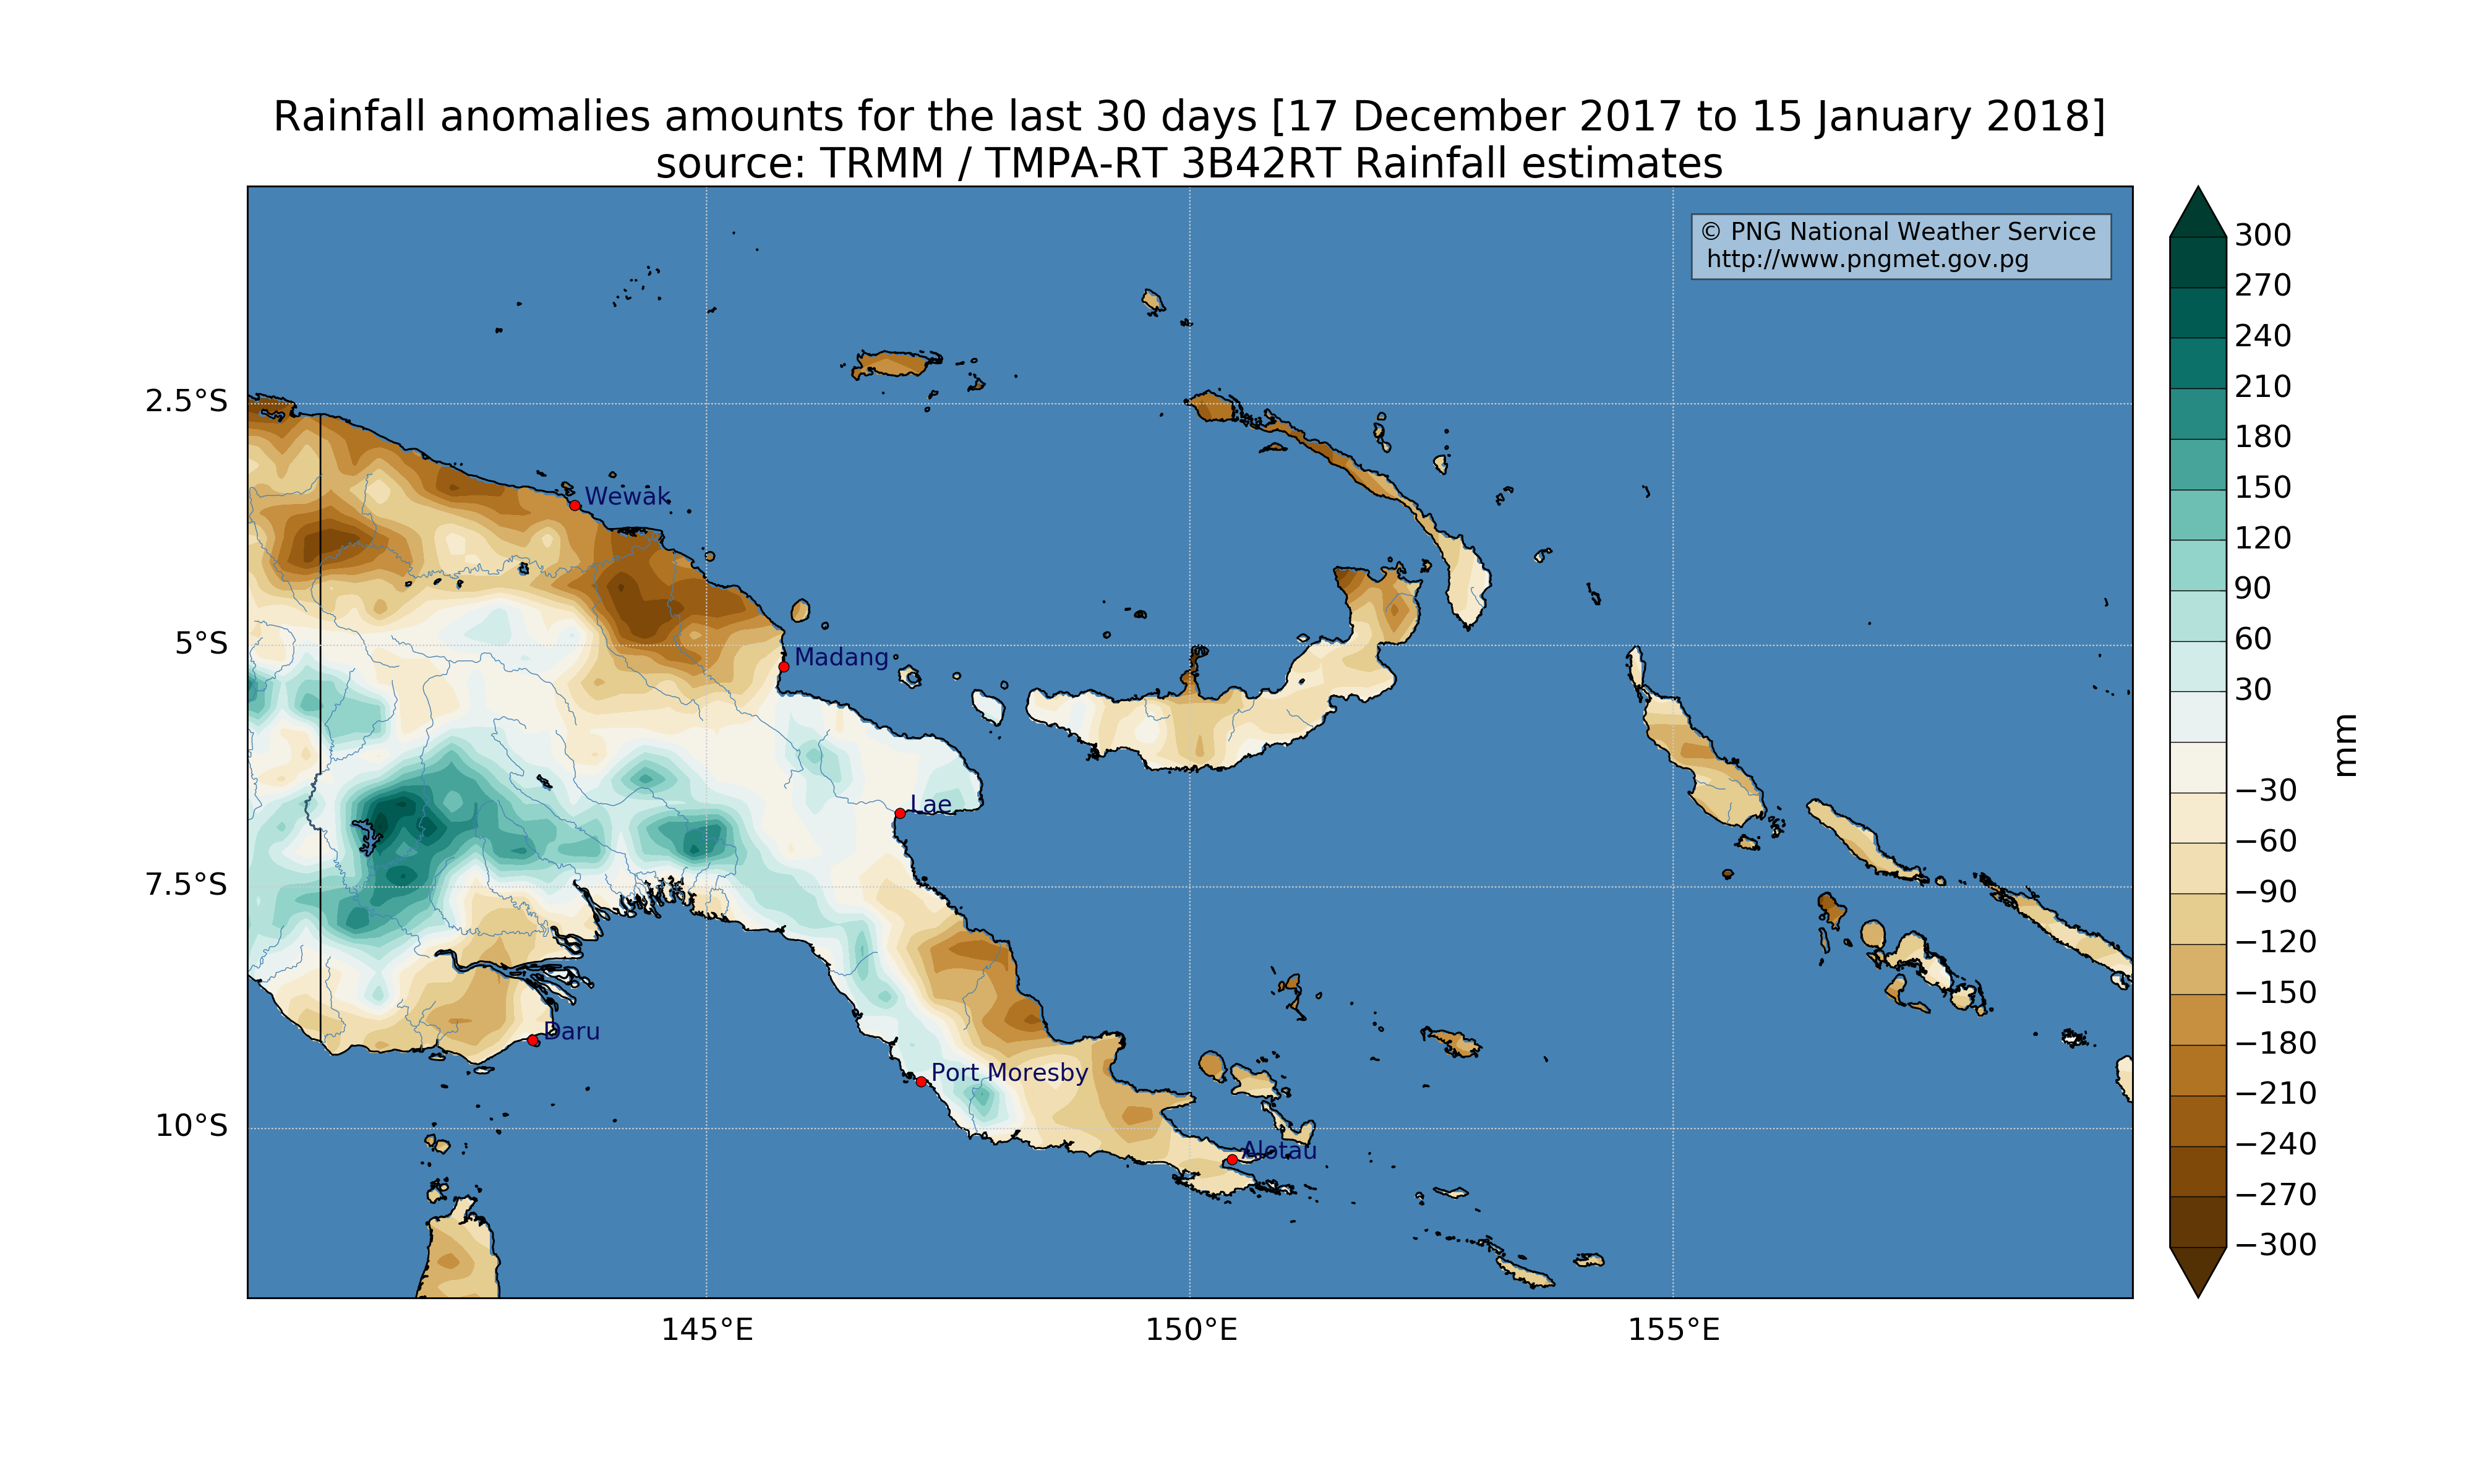 Rainfall anomalies amounts for the last 30 days [17 December 2017 to 15 January 2018]
source: TRMM / TMPA-RT 3B42RT Rainfall estimates
© PNG National Weather Service
http://www.pngmet.gov.pg
2.5°S
5°S
7.5°S
10°S
145°E
150°E
155°E
Wewak
Madang
Lae
Daru
Port Moresby
Alotau
300
270
240
210
180
150
120
90
60
30
−30
−60
−90
−120
−150
−180
−210
−240
−270
−300
mm